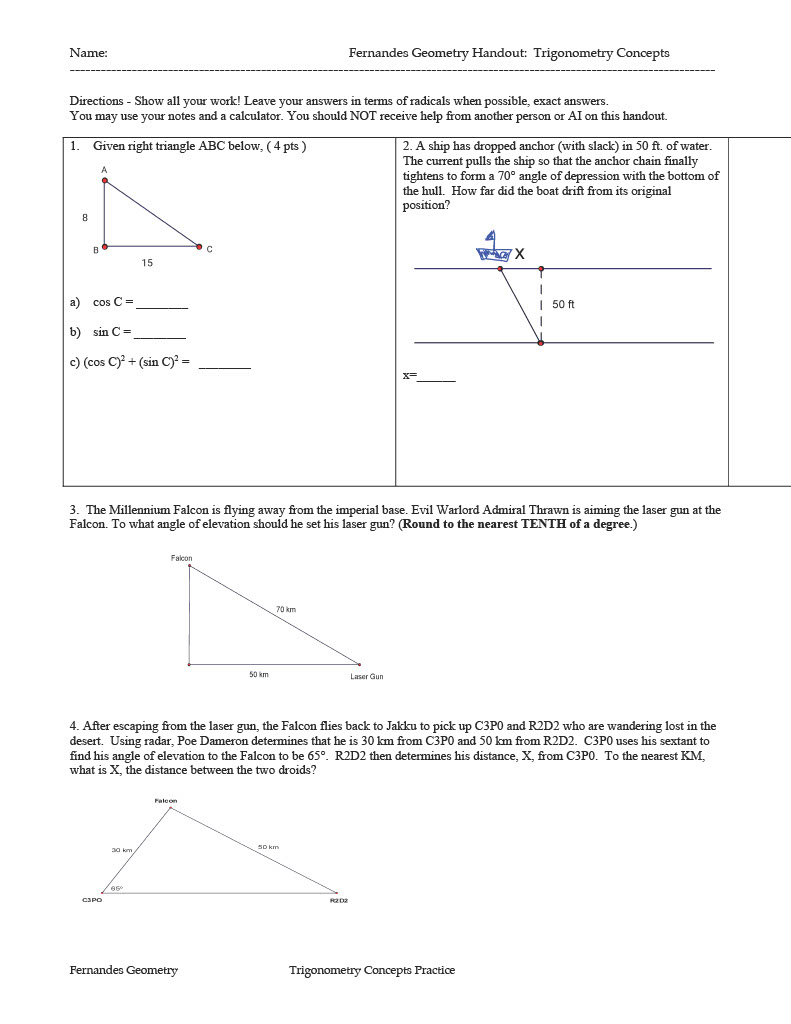 Name: Fernandes Geometry Handout: Trigonometry Concepts
Directions - Show all your work! Leave your answers in terms of radicals when possible, exact answers.
You may use your notes and a calculator. You should NOT receive help from another person or AI on this handout.
1. Given right triangle ABC below, ( 4 pts )
A
8
B
C
15
a) cos C = ________
b) sin C = ________
c) (cos C)² + (sin C)² = ________
2. A ship has dropped anchor (with slack) in 50 ft. of water.
The current pulls the ship so that the anchor chain finally
tightens to form a 70° angle of depression with the bottom of
the hull. How far did the boat drift from its original
position?
X
50 ft
x=______
3. The Millennium Falcon is flying away from the imperial base. Evil Warlord Admiral Thrawn is aiming the laser gun at the
Falcon. To what angle of elevation should he set his laser gun? (Round to the nearest TENTH of a degree.)
Falcon
70 km
50 km
Laser Gun
4. After escaping from the laser gun, the Falcon flies back to Jakku to pick up C3P0 and R2D2 who are wandering lost in the
desert. Using radar, Poe Dameron determines that he is 30 km from C3P0 and 50 km from R2D2. C3P0 uses his sextant to
find his angle of elevation to the Falcon to be 65°. R2D2 then determines his distance, X, from C3P0. To the nearest KM,
what is X, the distance between the two droids?
Falcon
30 km
50 km
65°
C3PO
R2D2
Fernandes Geometry Trigonometry Concepts Practice